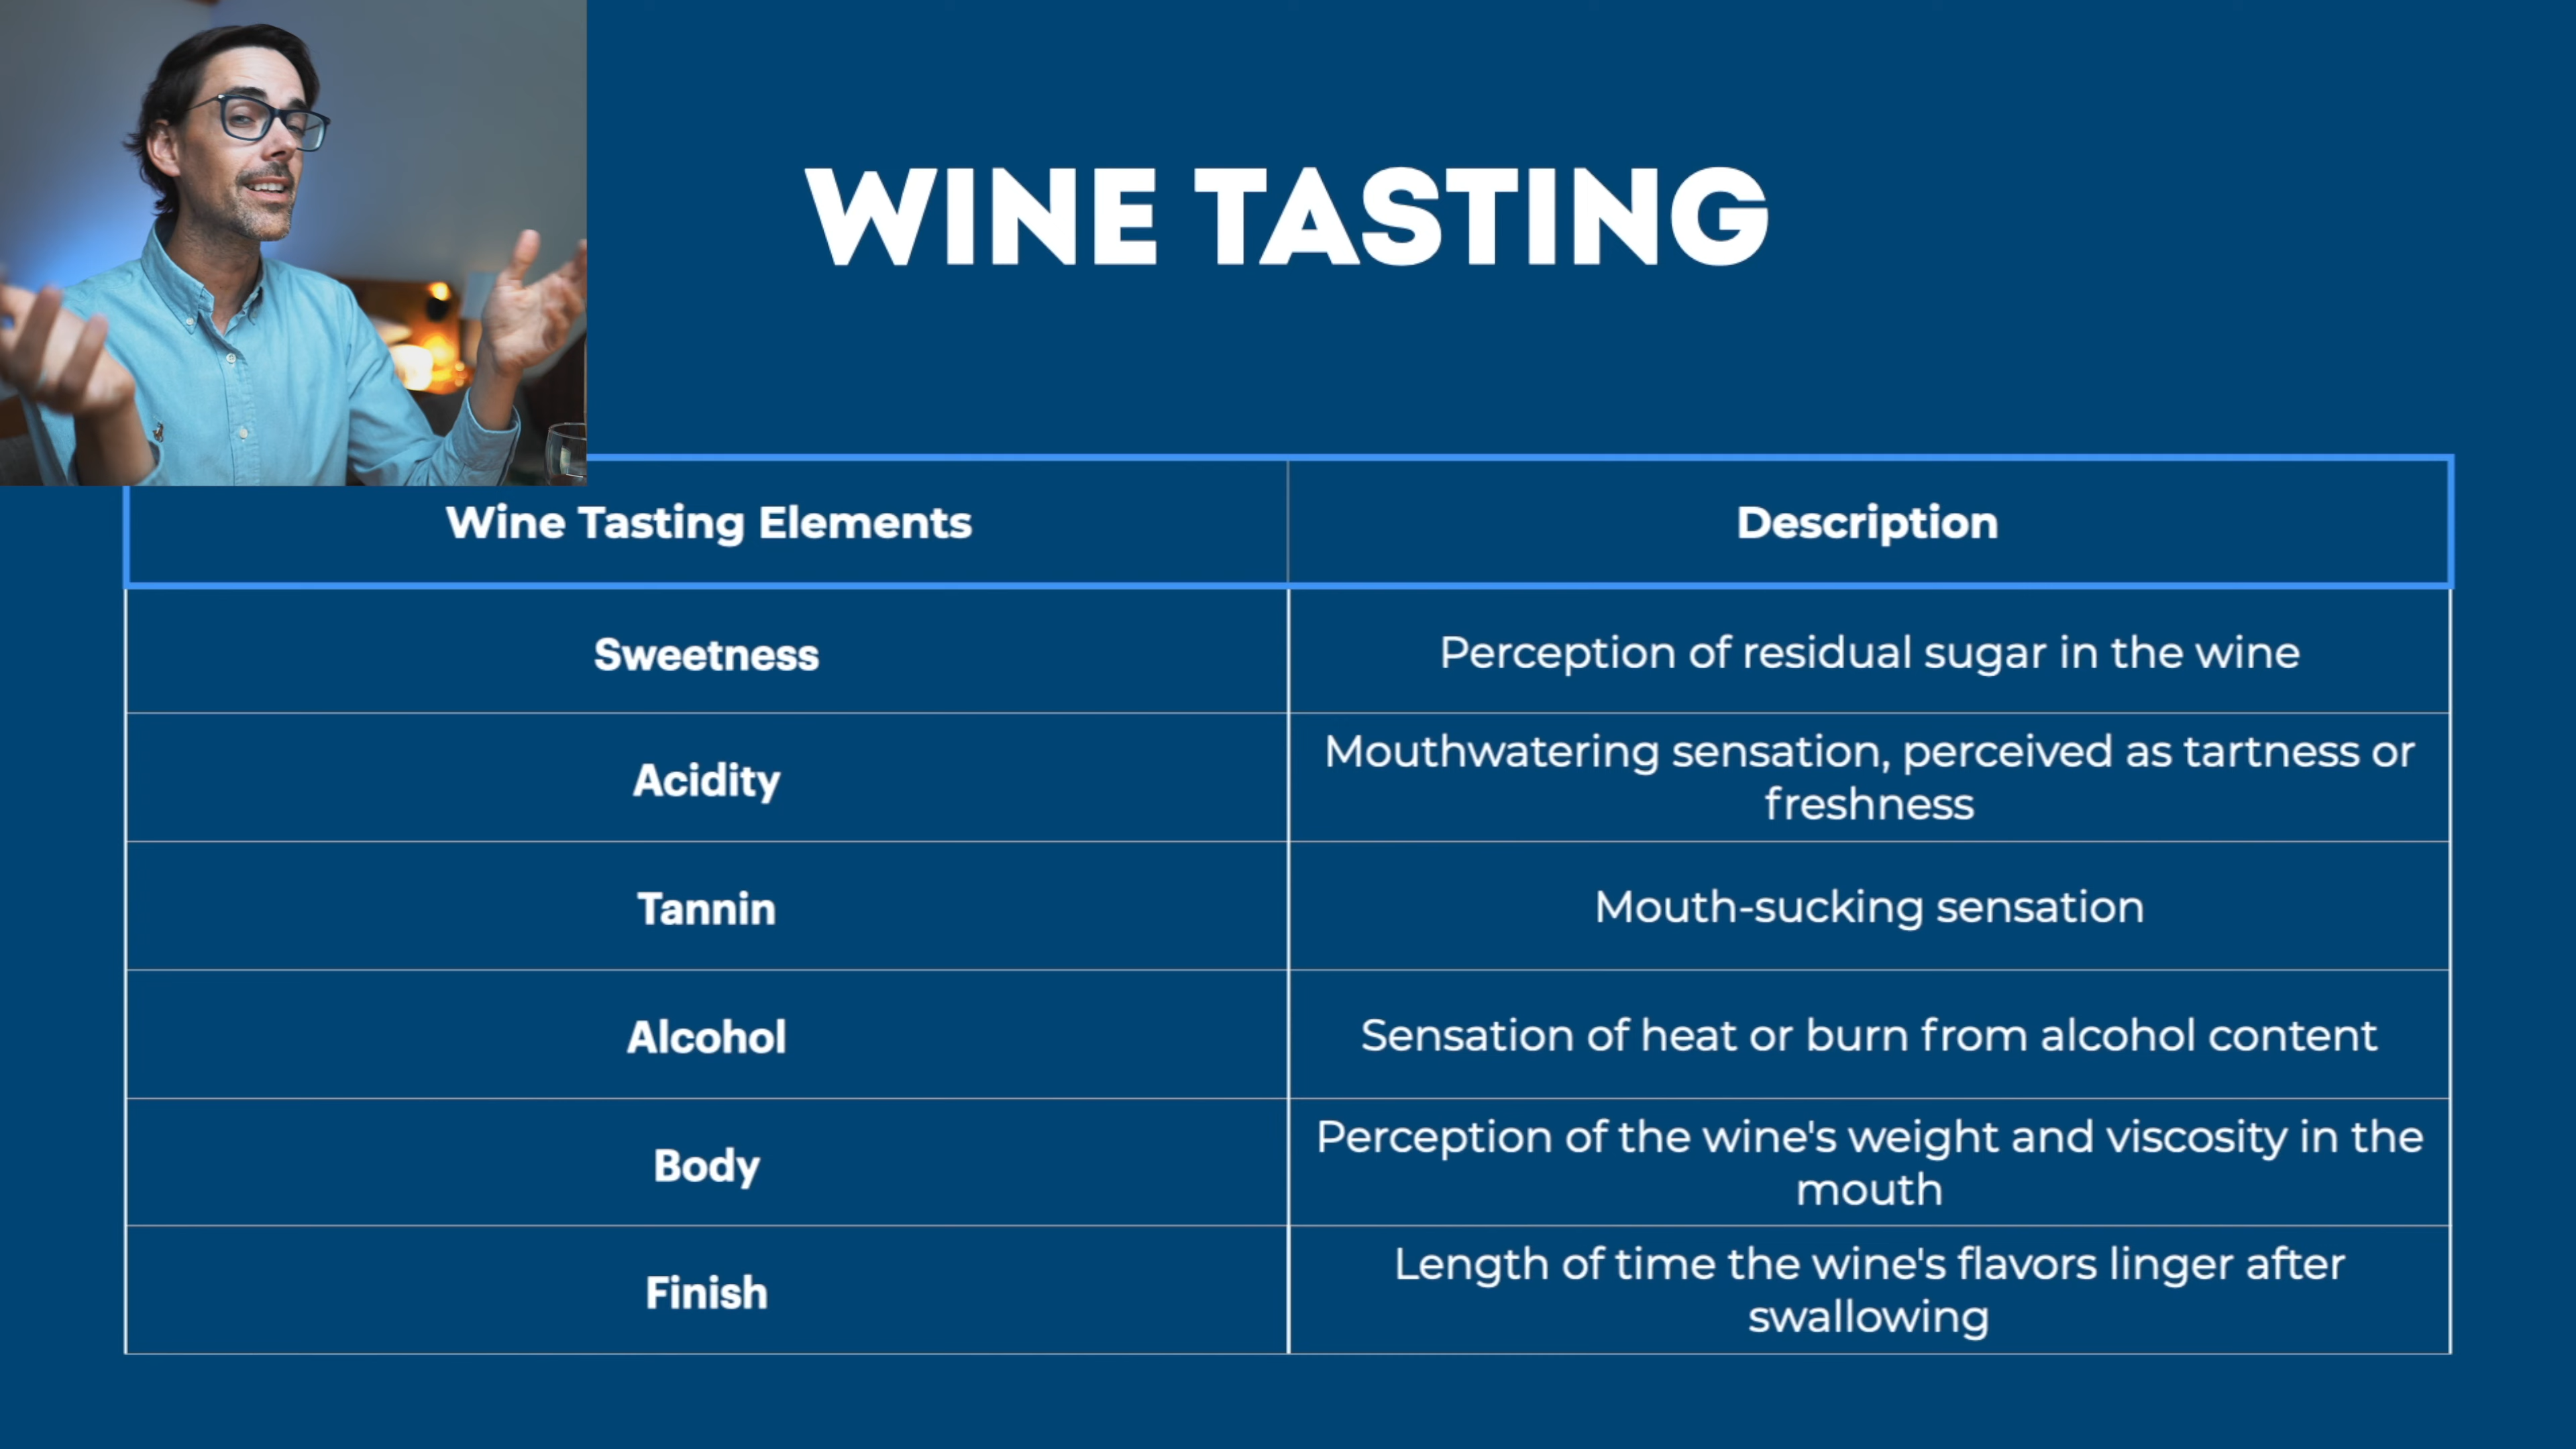 WINE TASTING
Wine Tasting Elements
Description
Sweetness
Perception of residual sugar in the wine
Acidity
Mouthwatering sensation, perceived as tartness or
freshness
Tannin
Mouth-sucking sensation
Alcohol
Sensation of heat or burn from alcohol content
Body
Perception of the wine's weight and viscosity in the
mouth
Finish
Length of time the wine's flavors linger after
swallowing